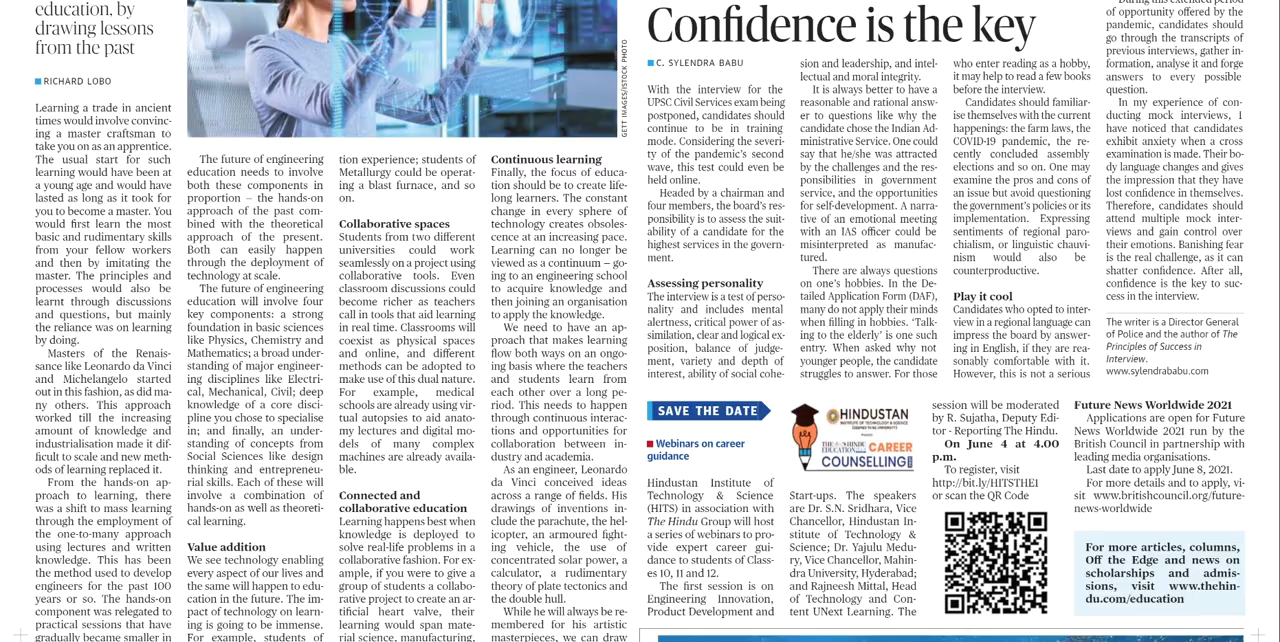 education, by
drawing lessons
from the past
RICHARD LOBO
Learning a trade in ancient
times would involve convinc-
ing a master craftsman to
take you on as an apprentice.
The usual start for such
learning would have been at
a young age and would have
lasted as long as it took for
you to become a master. You
would first learn the most
basic and rudimentary skills
from your fellow workers
and then by imitating the
master. The principles and
processes would also be
learnt through discussions
and questions, but mainly
the reliance was on learning
by doing.
Masters of the Renais-
sance like Leonardo da Vinci
and Michelangelo started
out in this fashion, as did ma-
ny others. This approach
worked till the increasing
amount of knowledge and
industrialisation made it dif-
ficult to scale and new meth-
ods of learning replaced it.
From the hands-on ap-
proach to learning, there
was a shift to mass learning
through the employment of
the one-to-many approach
using lectures and written
knowledge. This has been
the method used to develop
engineers for the past 100
years or so. The hands-on
component was relegated to
practical sessions that have
gradually became smaller in
GETT IMAGES/ISTOCK PHOTO
The future of engineering
education needs to involve
both these components in
proportion – the hands-on
approach of the past com-
bined with the theoretical
approach of the present.
Both can easily happen
through the deployment of
technology at scale.
The future of engineering
education will involve four
key components: a strong
foundation in basic sciences
like Physics, Chemistry and
Mathematics; a broad under-
standing of major engineer-
ing disciplines like Electri-
cal, Mechanical, Civil; deep
knowledge of a core disci-
pline you chose to specialise
in; and finally, an under-
standing of concepts from
Social Sciences like design
thinking and entrepreneu-
rial skills. Each of these will
involve a combination of
hands-on as well as theoreti-
cal learning.
Value addition
We see technology enabling
every aspect of our lives and
the same will happen to edu-
cation in the future. The im-
pact of technology on learn-
ing is going to be immense.
For example, students of
tion experience; students of
Metallurgy could be operat-
ing a blast furnace, and so
on.
Collaborative spaces
Students from two different
universities could work
seamlessly on a project using
collaborative tools. Even
classroom discussions could
become richer as teachers
call in tools that aid learning
in real time. Classrooms will
coexist as physical spaces
and online, and different
methods can be adopted to
make use of this dual nature.
For example, medical
schools are already using vir-
tual autopsies to aid anato-
my lectures and digital mo-
dels of many complex
machines are already availa-
ble.
Connected and
collaborative education
Learning happens best when
knowledge is deployed to
solve real-life problems in a
collaborative fashion. For ex-
ample, if you were to give a
group of students a collabo-
rative project to create an ar-
tificial heart valve, their
learning would span mate-
rial science, manufacturing,
Continuous learning
Finally, the focus of educa-
tion should be to create life-
long learners. The constant
change in every sphere of
technology creates obsoles-
cence at an increasing pace.
Learning can no longer be
viewed as a continuum – go-
ing to an engineering school
to acquire knowledge and
then joining an organisation
to apply the knowledge.
We need to have an ap-
proach that makes learning
flow both ways on an ongo-
ing basis where the teachers
and students learn from
each other over a long pe-
riod. This needs to happen
through continuous interac-
tions and opportunities for
collaboration between in-
dustry and academia.
As an engineer, Leonardo
da Vinci conceived ideas
across a range of fields. His
drawings of inventions in-
clude the parachute, the hel-
icopter, an armoured fight-
ing vehicle, the use of
concentrated solar power, a
calculator, a rudimentary
theory of plate tectonics and
the double hull.
While he will always be re-
membered for his artistic
masterpieces, we can draw
Confidence is the key
C. SYLENDRA BABU
With the interview for the
UPSC Civil Services exam being
postponed, candidates should
continue to be in training
mode. Considering the severi-
ty of the pandemic's second
wave, this test could even be
held online.
Headed by a chairman and
four members, the board's res-
ponsibility is to assess the suit-
ability of a candidate for the
highest services in the govern-
ment.
Assessing personality
The interview is a test of perso-
nality and includes mental
alertness, critical power of as-
similation, clear and logical ex-
position, balance of judge-
ment, variety and depth of
interest, ability of social cohe-
sion and leadership, and intel-
lectual and moral integrity.
It is always better to have a
reasonable and rational answ-
er to questions like why the
candidate chose the Indian Ad-
ministrative Service. One could
say that he/she was attracted
by the challenges and the res-
ponsibilities in government
service, and the opportunities
for self-development. A narra-
tive of an emotional meeting
with an IAS officer could be
misinterpreted as manufac-
tured.
There are always questions
on one's hobbies. In the De-
tailed Application Form (DAF),
many do not apply their minds
when filling in hobbies. 'Talk-
ing to the elderly' is one such
entry. When asked why not
younger people, the candidate
struggles to answer. For those
who enter reading as a hobby,
it may help to read a few books
before the interview.
Candidates should familiar-
ise themselves with the current
happenings: the farm laws, the
COVID-19 pandemic, the re-
cently concluded assembly
elections and so on. One may
examine the pros and cons of
an issue but avoid questioning
the government's policies or its
implementation. Expressing
sentiments of regional paro-
chialism, or linguistic chauvi-
nism would also be
counterproductive.
Play it cool
Candidates who opted to inter-
view in a regional language can
impress the board by answer-
ing in English, if they are rea-
sonably comfortable with it.
However, this is not a serious
During this extended period
of opportunity offered by the
pandemic, candidates should
go through the transcripts of
previous interviews, gather in-
formation, analyse it and forge
answers to every possible
question.
In my experience of con-
ducting mock interviews, I
have noticed that candidates
exhibit anxiety when a cross
examination is made. Their bo-
dy language changes and gives
the impression that they have
lost confidence in themselves.
Therefore, candidates should
attend multiple mock inter-
views and gain control over
their emotions. Banishing fear
is the real challenge, as it can
shatter confidence. After all,
confidence is the key to suc-
cess in the interview.
The writer is a Director General
of Police and the author of The
Principles of Success in
Interview.
www.sylendrababu.com
SAVE THE DATE
Webinars on career
guidance
Hindustan Institute of
Technology & Science
(HITS) in association with
The Hindu Group will host
a series of webinars to pro-
vide expert career gui-
dance to students of Class-
es 10, 11 and 12.
The first session is on
Engineering Innovation,
Product Development and
HINDUSTAN
INSTITUTE OF TECHNOLOGY & SCIENCE
THE HINDU
EDUCATION
CAREER
COUNSELLING
Start-ups. The speakers
are Dr. S.N. Sridhara, Vice
Chancellor, Hindustan In-
stitute of Technology &
Science; Dr. Yajulu Medu-
ry, Vice Chancellor, Mahin-
dra University, Hyderabad;
and Rajneesh Mittal, Head
of Technology and Con-
tent UNext Learning. The
session will be moderated
by R. Sujatha, Deputy Edi-
tor - Reporting The Hindu.
On June 4 at 4.00
p.m.
To register, visit
http://bit.ly/HITSTHE1
or scan the QR Code
Future News Worldwide 2021
Applications are open for Future
News Worldwide 2021 run by the
British Council in partnership with
leading media organisations.
Last date to apply June 8, 2021.
For more details and to apply, vi-
sit www.britishcouncil.org/future-
news-worldwide
For more articles, columns,
Off the Edge and news on
scholarships and admis-
sions, visit www.thehin-
du.com/education